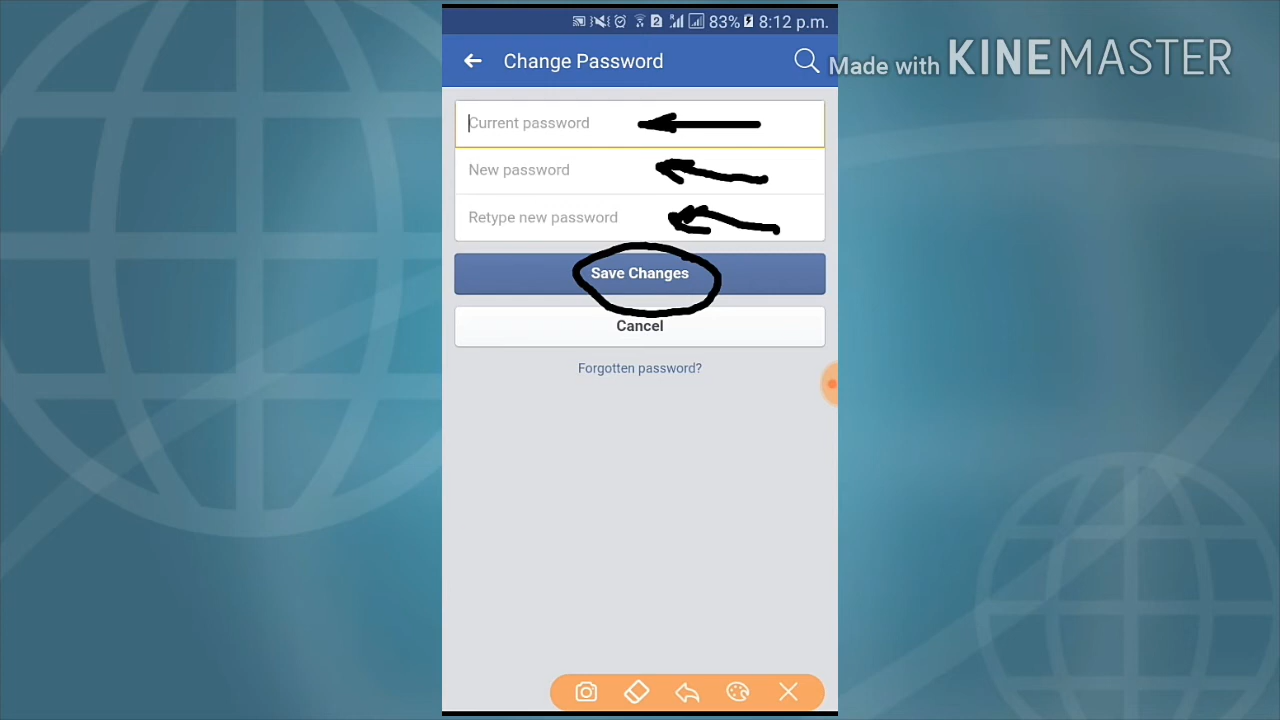 83% 8:12 p.m.
Change Password
Made with KINEMASTER
Current password
New password
Retype new password
Save Changes
Cancel
Forgotten password?